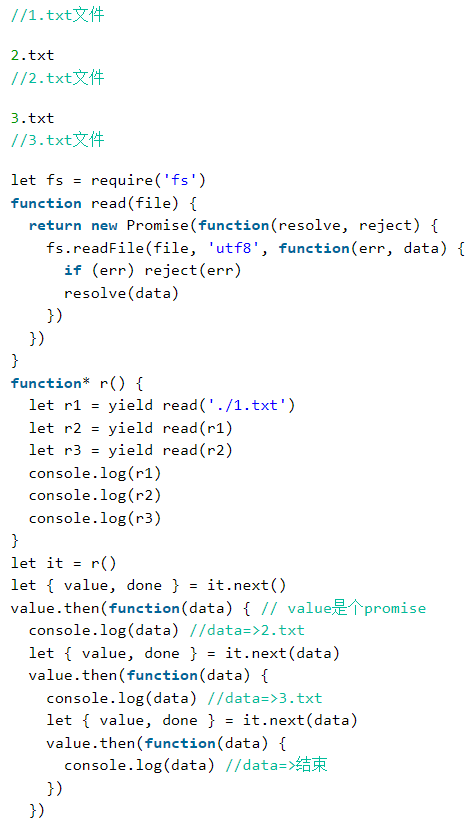 //1.txt文件
2.txt
//2.txt文件
3.txt
//3.txt文件
let fs = require('fs')
function read(file) {
  return new Promise(function(resolve, reject) {
    fs.readFile(file, 'utf8', function(err, data) {
      if (err) reject(err)
      resolve(data)
    })
  })
}
function* r() {
  let r1 = yield read('./1.txt')
  let r2 = yield read(r1)
  let r3 = yield read(r2)
  console.log(r1)
  console.log(r2)
  console.log(r3)
}
let it = r()
let { value, done } = it.next()
value.then(function(data) { // value是个promise
  console.log(data) //data=>2.txt
  let { value, done } = it.next(data)
  value.then(function(data) {
    console.log(data) //data=>3.txt
    let { value, done } = it.next(data)
    value.then(function(data) {
      console.log(data) //data=>结束
    })
  })